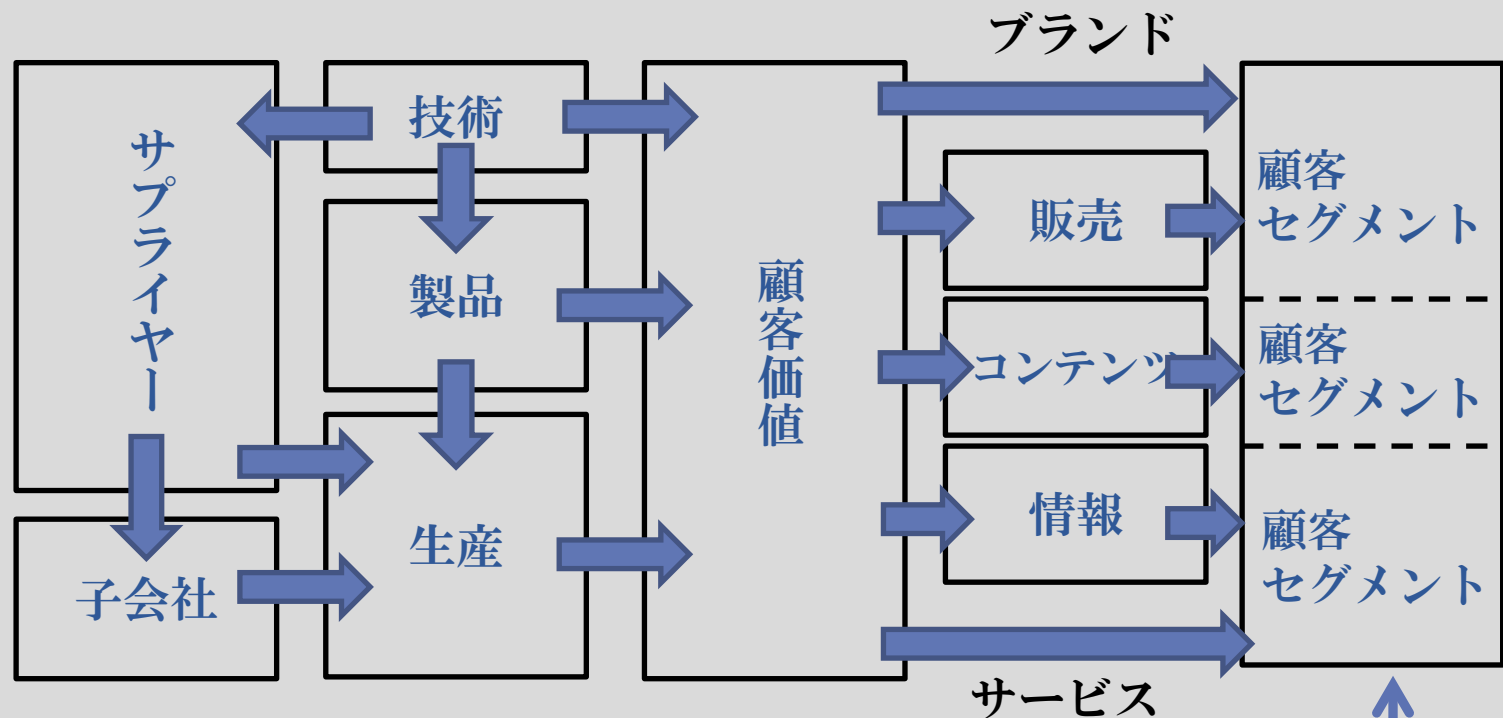 ブランド
サプライヤー
技術
製品
生産
子会社
顧客価値
販売
コンテンツ
情報
顧客
セグメント
顧客
セグメント
顧客
セグメント
サービス